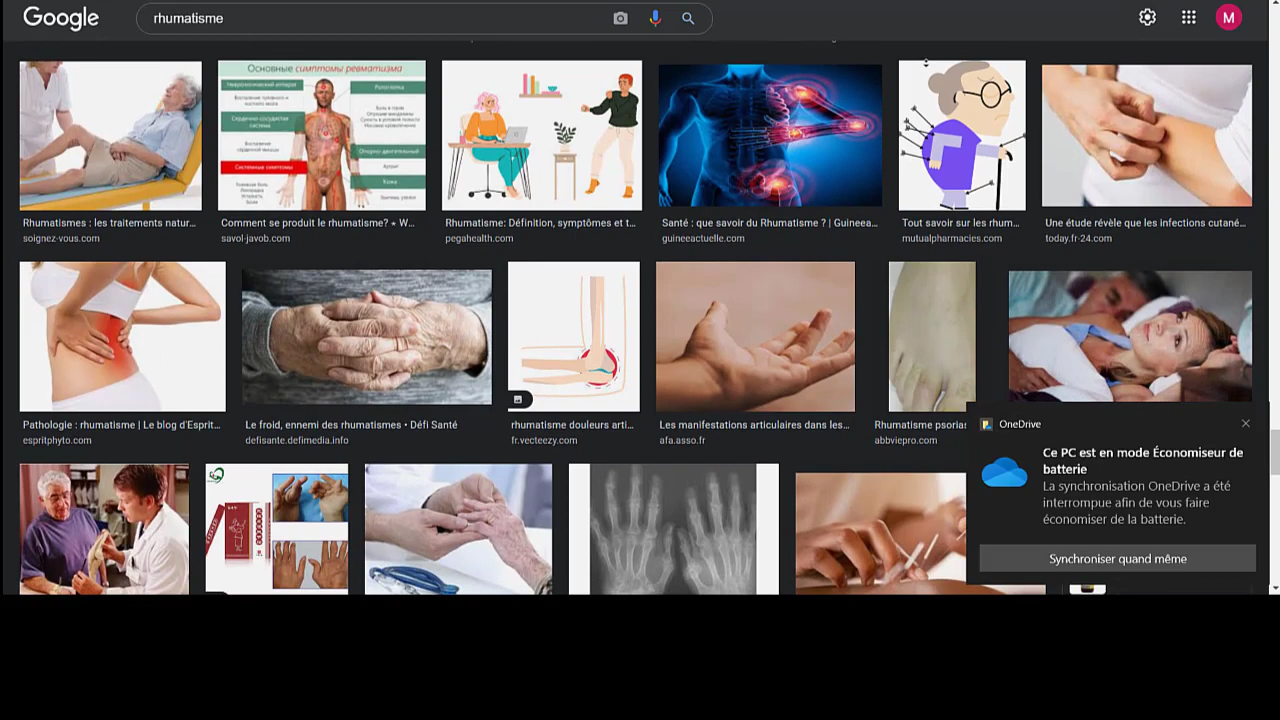 Google
rhumatisme
M
Основные симптомы ревматизма
Rhumatismes : les traitements natur...
soignez-vous.com
Comment se produit le rhumatisme? ⋆ W...
savol-javob.com
Rhumatisme: Définition, symptômes et t...
pegahealth.com
Santé : que savoir du Rhumatisme ? | Guineea...
guineeactuelle.com
Tout savoir sur les rhum...
mutualpharmacies.com
Une étude révèle que les infections cutané...
today.fr-24.com
Pathologie : rhumatisme | Le blog d'Esprit...
espritphyto.com
Le froid, ennemi des rhumatismes • Défi Santé
defisante.defimedia.info
rhumatisme douleurs arti...
fr.vecteezy.com
Les manifestations articulaires dans les...
afa.asso.fr
Rhumatisme psorias
abbviepro.com
OneDrive
Ce PC est en mode Économiseur de
batterie
La synchronisation OneDrive a été
interrompue afin de vous faire
économiser de la batterie.
Synchroniser quand même